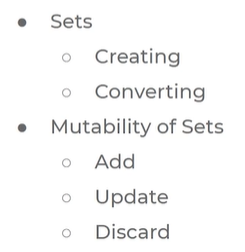 ● Sets
○ Creating
○ Converting
● Mutability of Sets
○ Add
○ Update
○ Discard